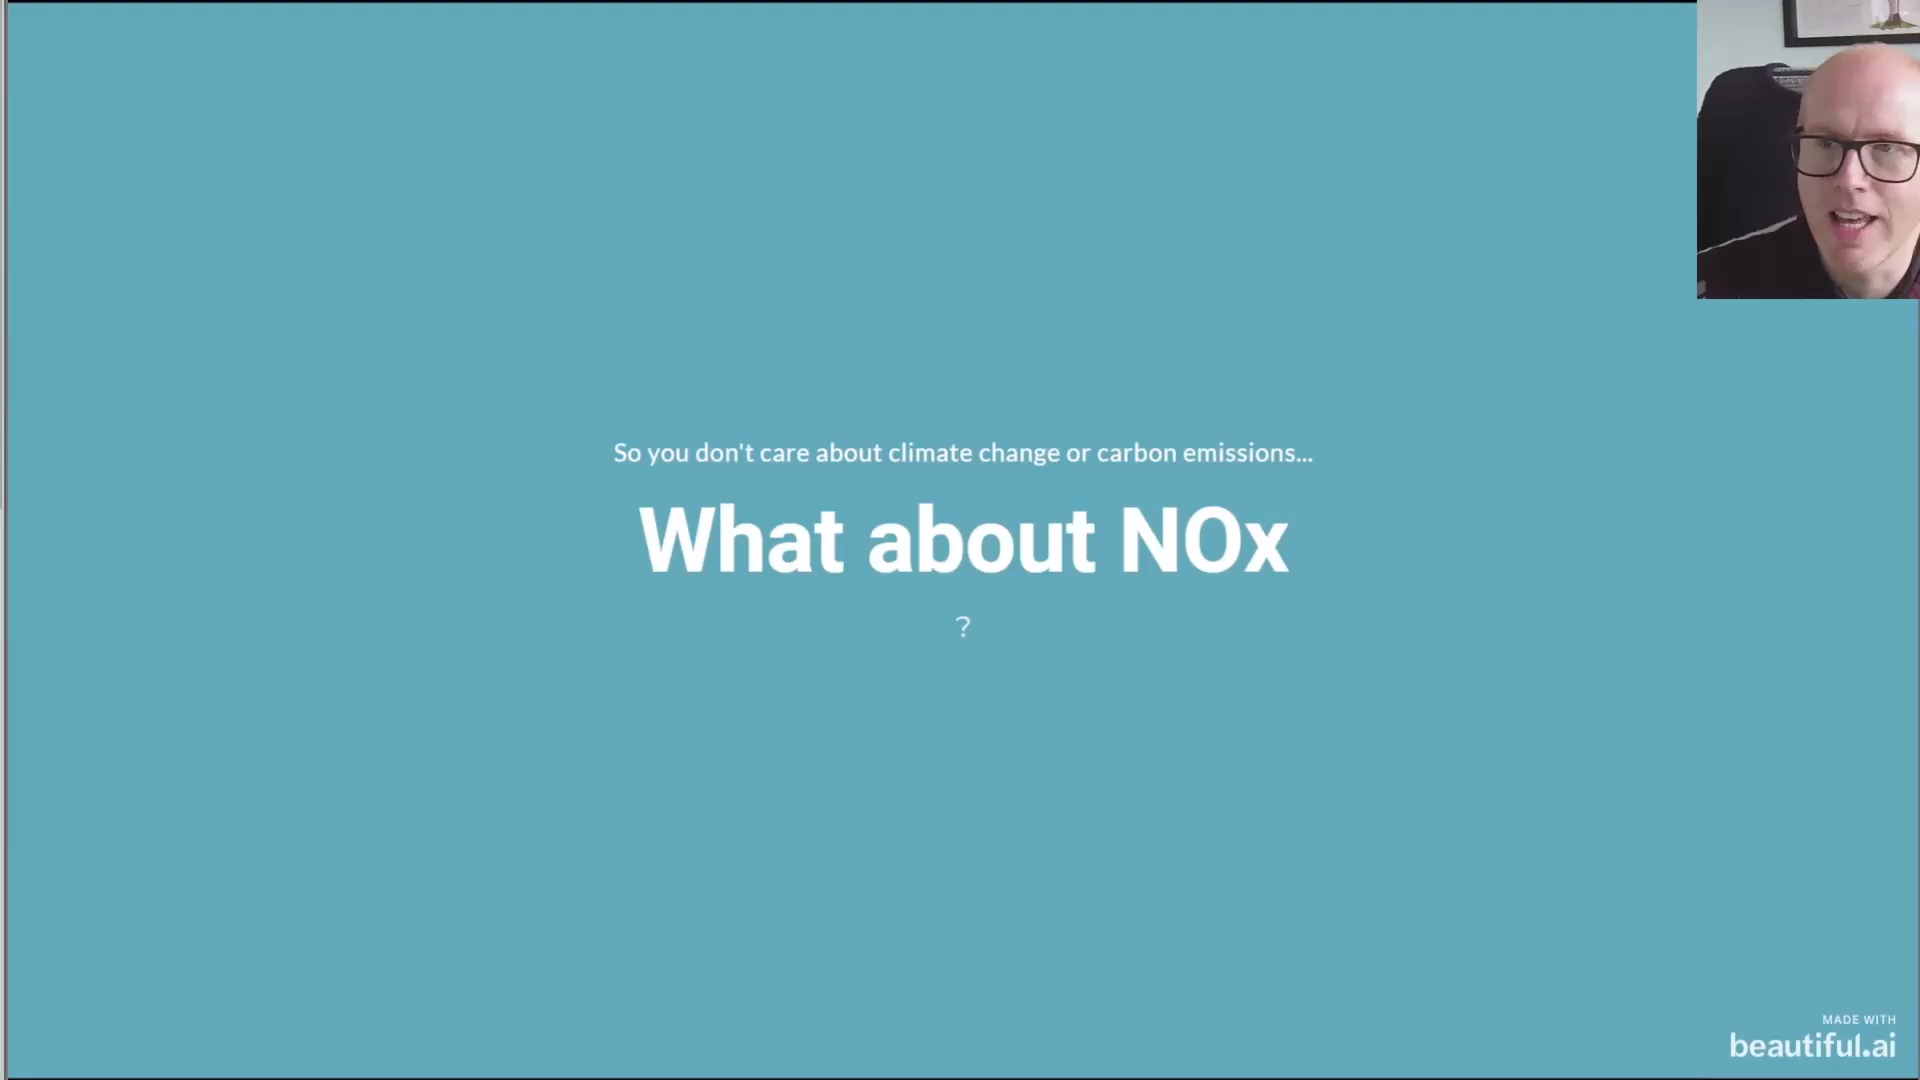 So you don't care about climate change or carbon emissions...
What about NOx
?
MADE WITH
beautiful.ai